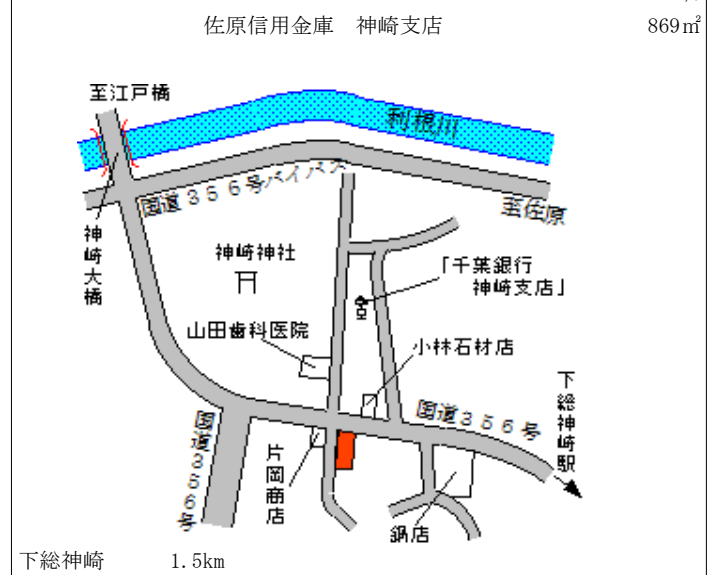 佐原信用金庫　神崎支店
869㎡
至江戸橋
利根川
国道３５６号バイパス
至佐原
神崎大橋
神崎神社
「千葉銀行
神崎支店」
山田歯科医院
小林石材店
下総神崎駅
国道３５６号
国道３５６号
片岡商店
鍋店
下総神崎
1.5km